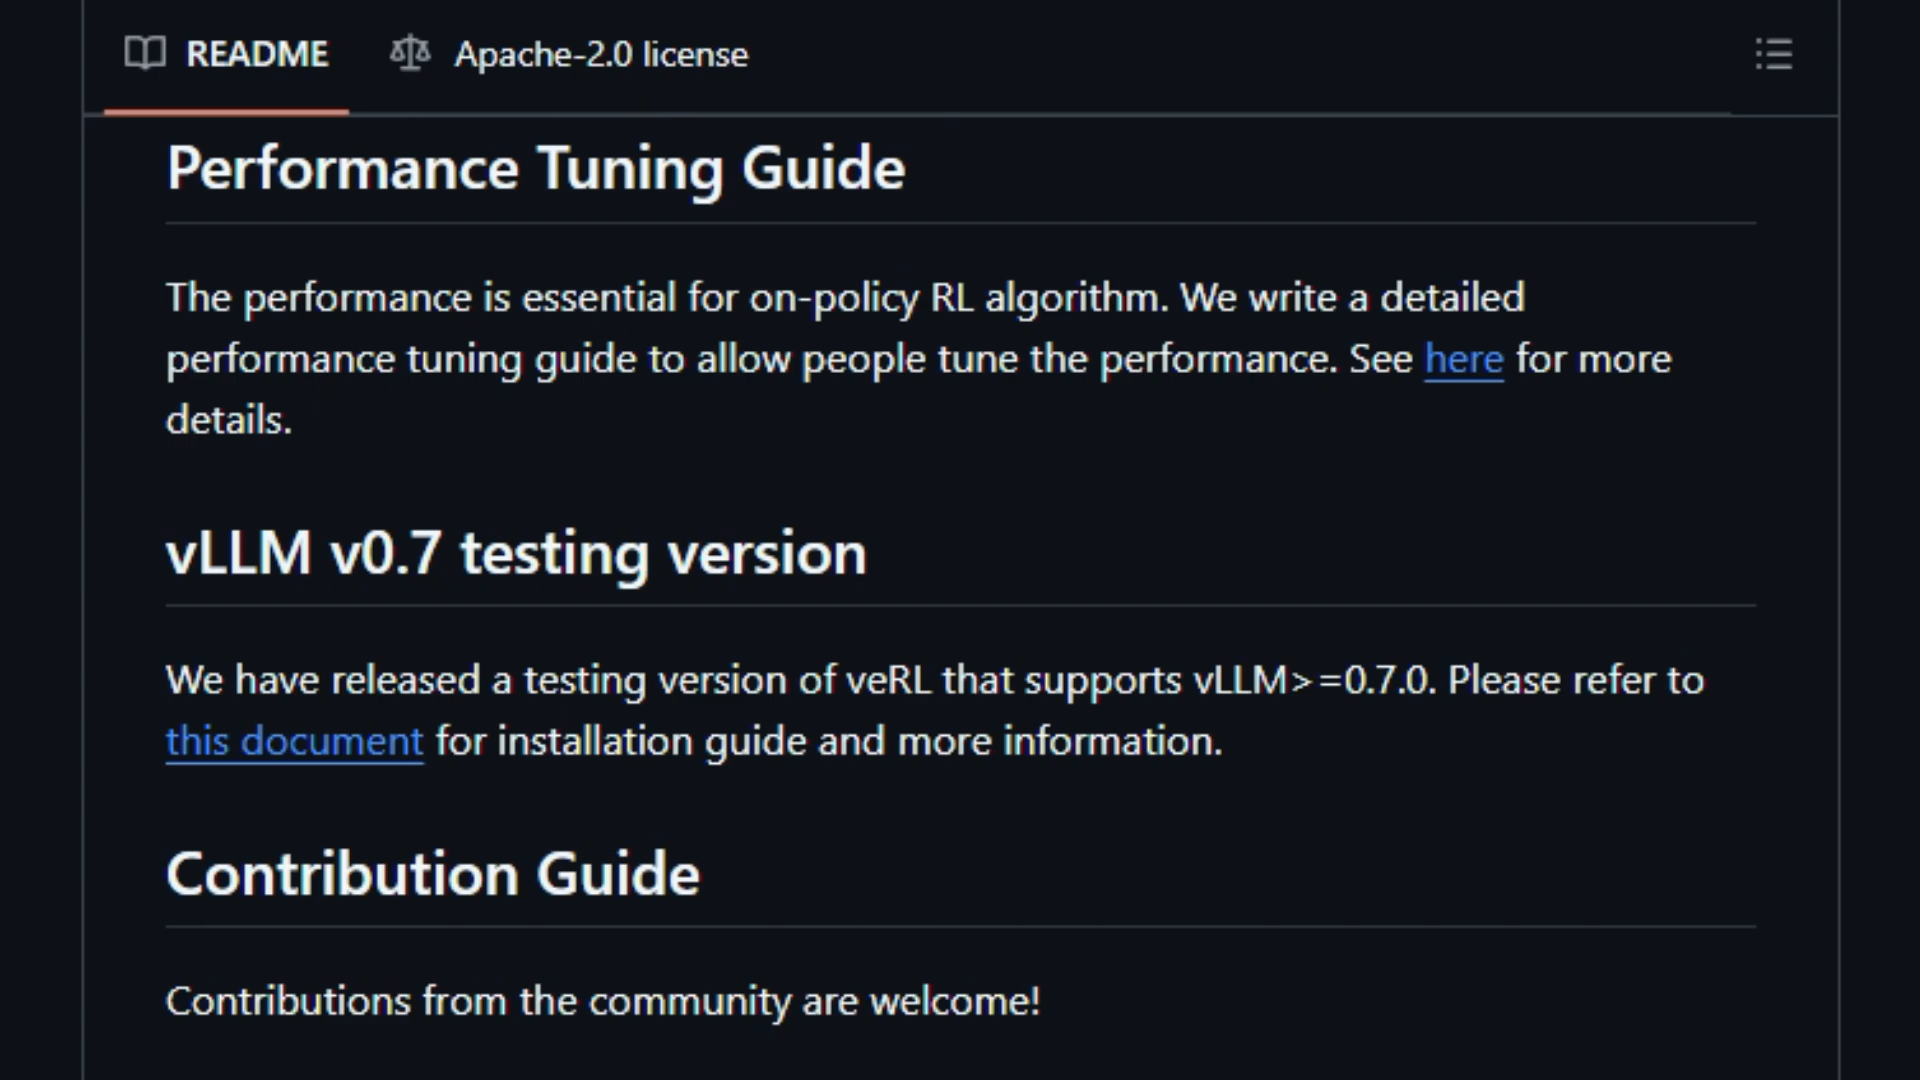 README Apache-2.0 license
Performance Tuning Guide
The performance is essential for on-policy RL algorithm. We write a detailed
performance tuning guide to allow people tune the performance. See here for more
details.
vLLM v0.7 testing version
We have released a testing version of veRL that supports vLLM>=0.7.0. Please refer to
this document for installation guide and more information.
Contribution Guide
Contributions from the community are welcome!